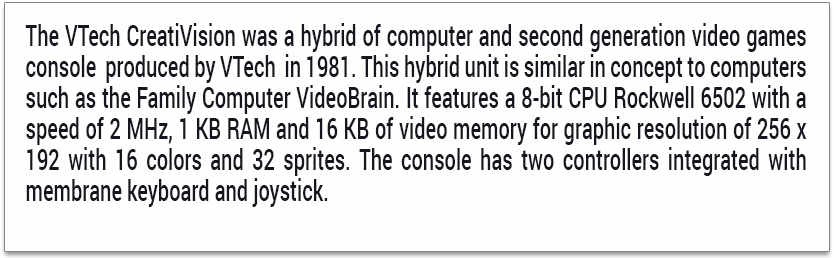 The VTech CreatiVision was a hybrid of computer and second generation video games
console produced by VTech in 1981. This hybrid unit is similar in concept to computers
such as the Family Computer VideoBrain. It features a 8-bit CPU Rockwell 6502 with a
speed of 2 MHz, 1 KB RAM and 16 KB of video memory for graphic resolution of 256 x
192 with 16 colors and 32 sprites. The console has two controllers integrated with
membrane keyboard and joystick.